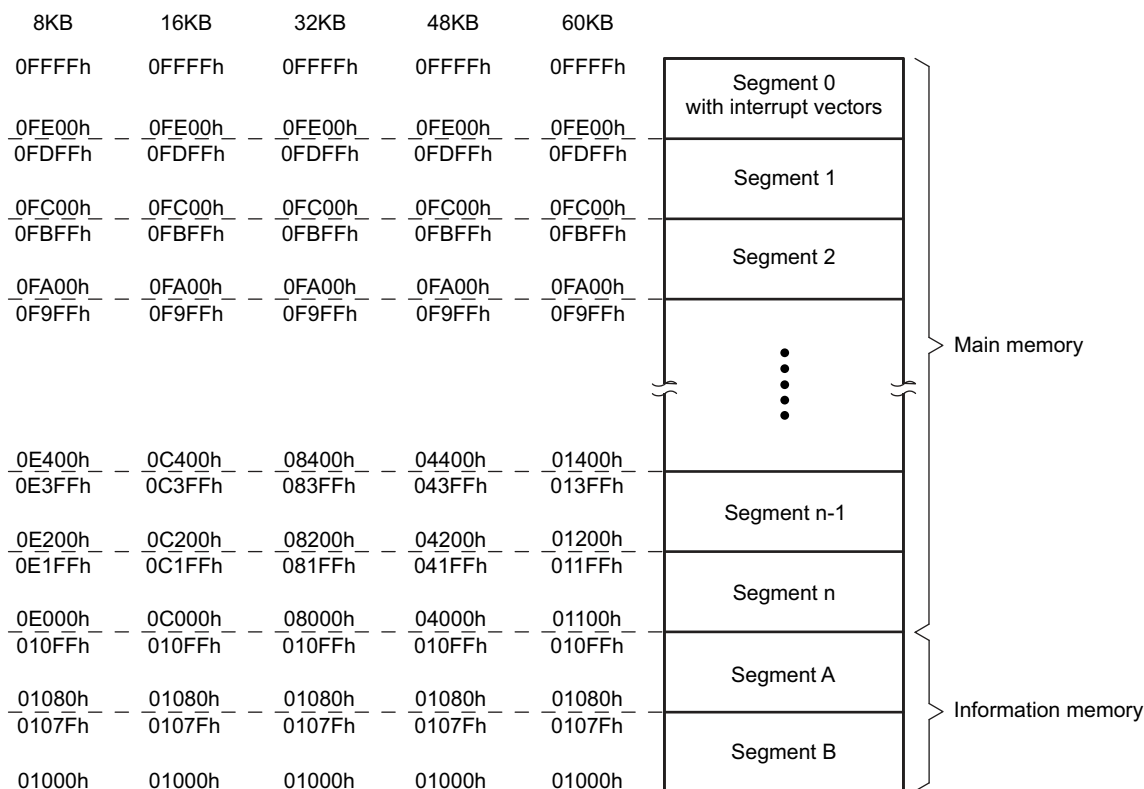 8KB 16KB 32KB 48KB 60KB
0FFFFh 0FFFFh 0FFFFh 0FFFFh 0FFFFh
Segment 0
with interrupt vectors
0FE00h 0FE00h 0FE00h 0FE00h 0FE00h
0FDFFh 0FDFFh 0FDFFh 0FDFFh 0FDFFh
Segment 1
0FC00h 0FC00h 0FC00h 0FC00h 0FC00h
0FBFFh 0FBFFh 0FBFFh 0FBFFh 0FBFFh
Segment 2
0FA00h 0FA00h 0FA00h 0FA00h 0FA00h
0F9FFh 0F9FFh 0F9FFh 0F9FFh 0F9FFh
Main memory
0E400h 0C400h 08400h 04400h 01400h
0E3FFh 0C3FFh 083FFh 043FFh 013FFh
Segment n-1
0E200h 0C200h 08200h 04200h 01200h
0E1FFh 0C1FFh 081FFh 041FFh 011FFh
Segment n
0E000h 0C000h 08000h 04000h 01100h
010FFh 010FFh 010FFh 010FFh 010FFh
Segment A
01080h 01080h 01080h 01080h 01080h
Information memory
0107Fh 0107Fh 0107Fh 0107Fh 0107Fh
Segment B
01000h 01000h 01000h 01000h 01000h